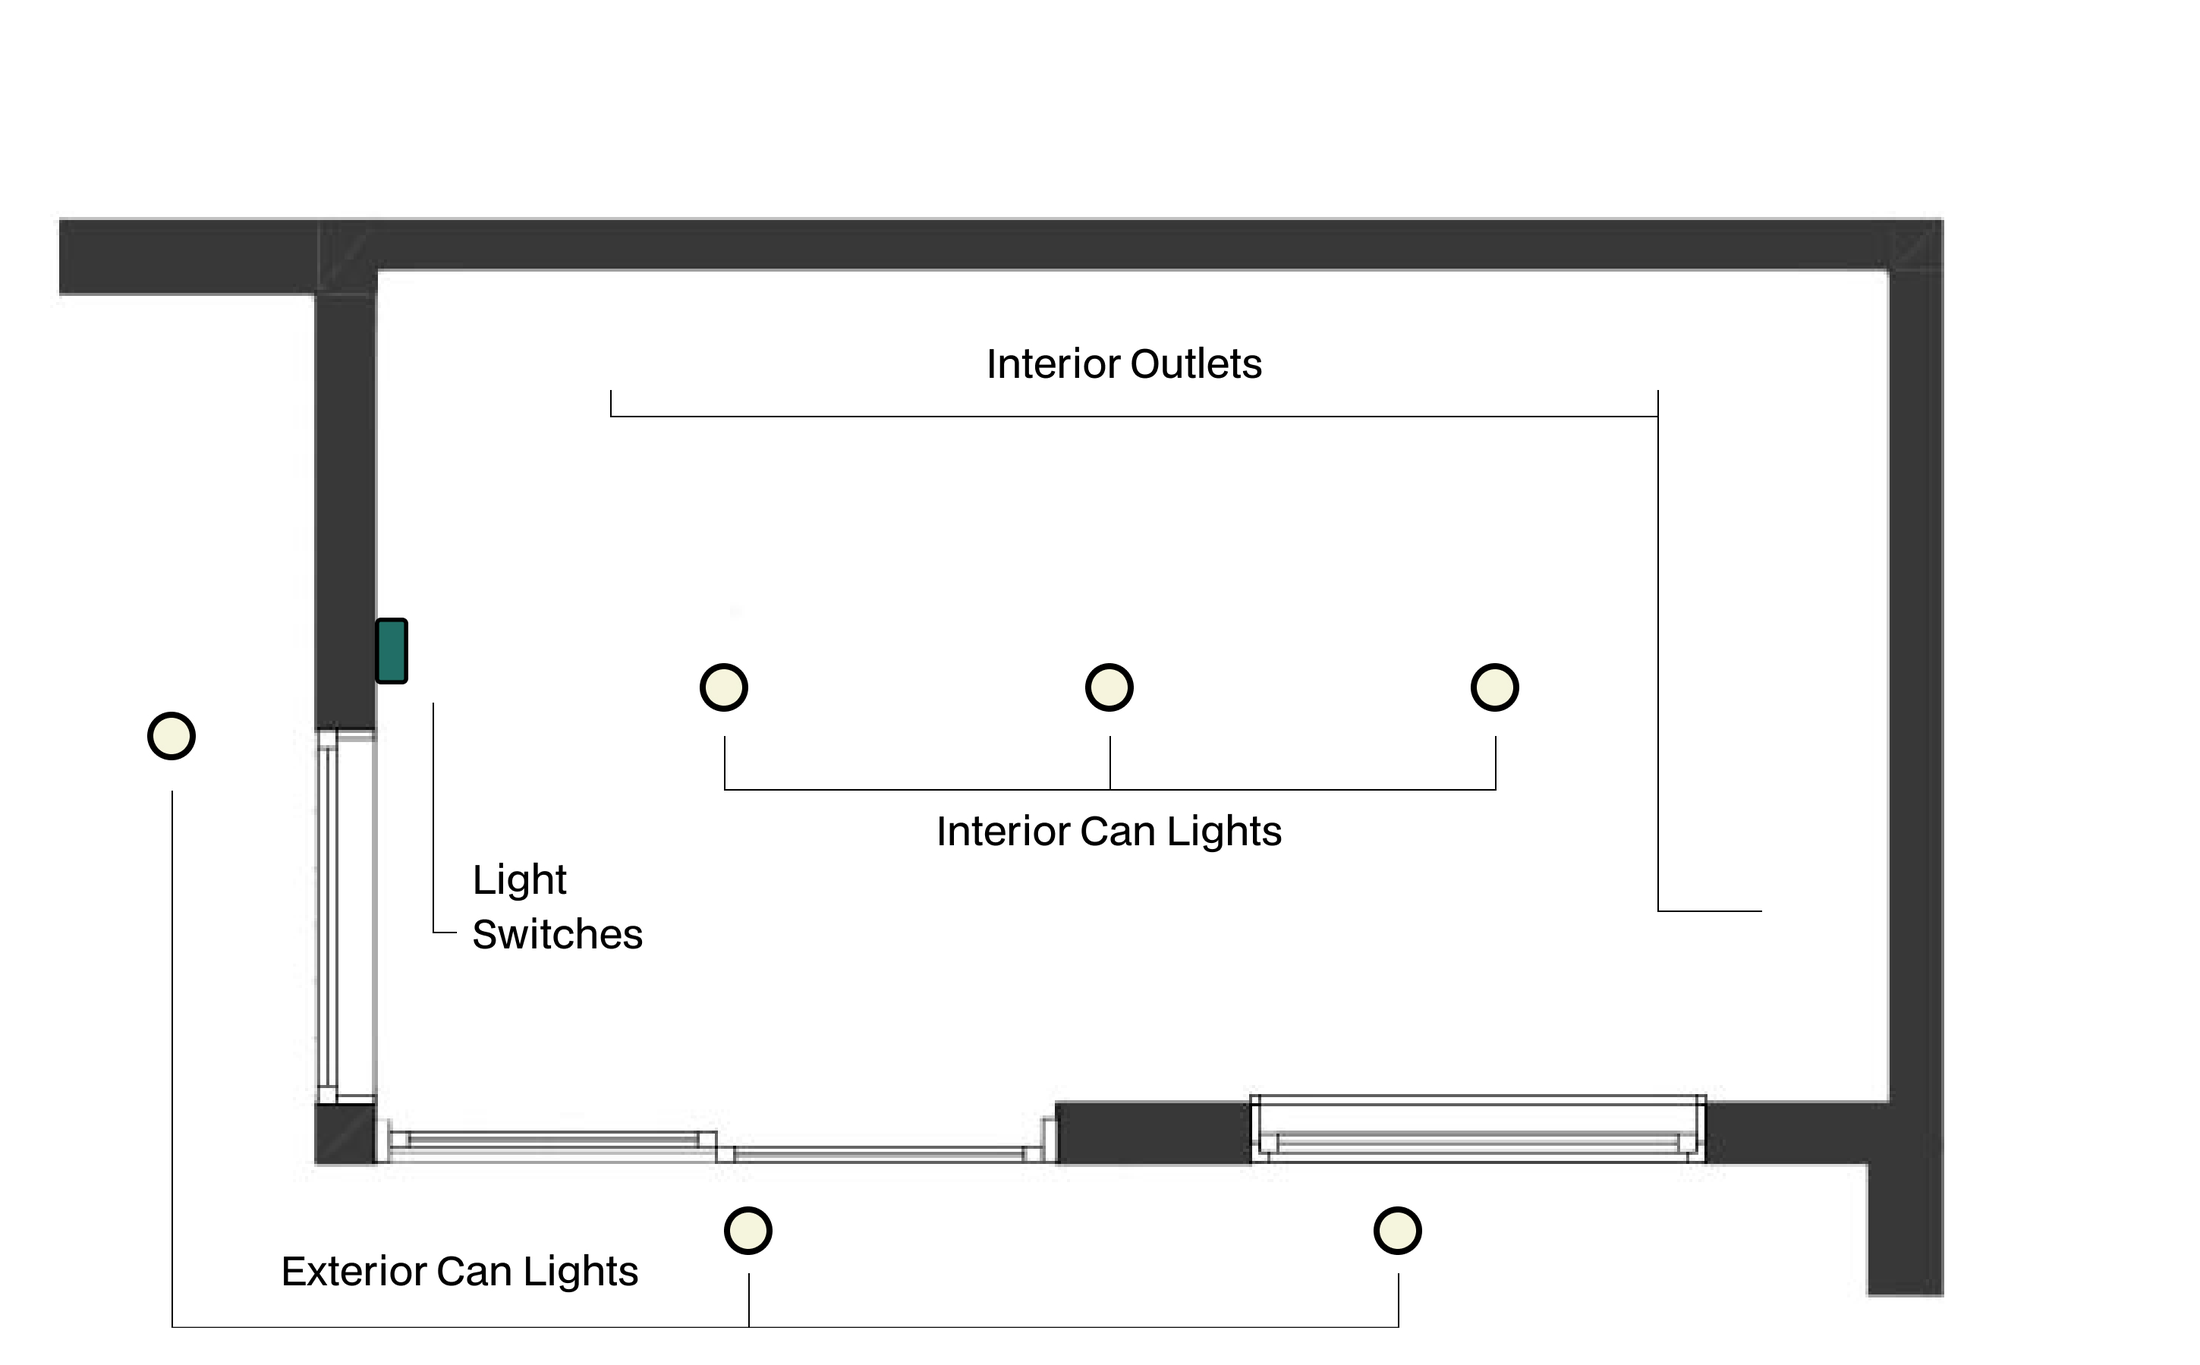 Interior Outlets
Interior Can Lights
Light
Switches
Exterior Can Lights